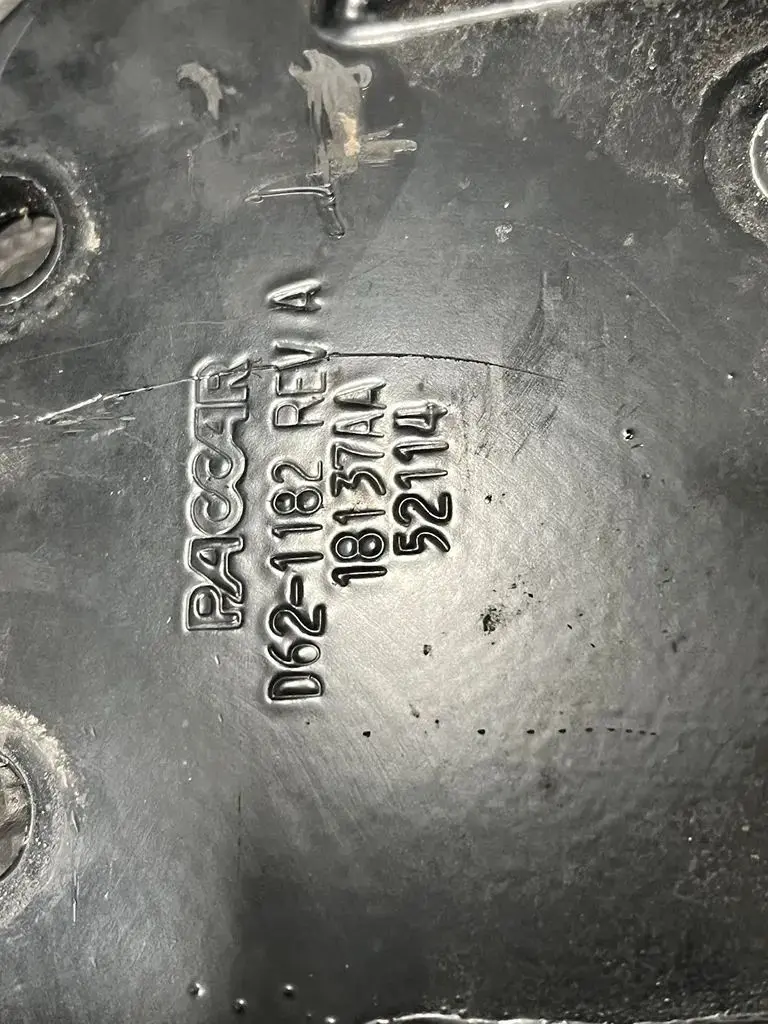 PACCAR
D62-1182 REV A
18137AA
52114